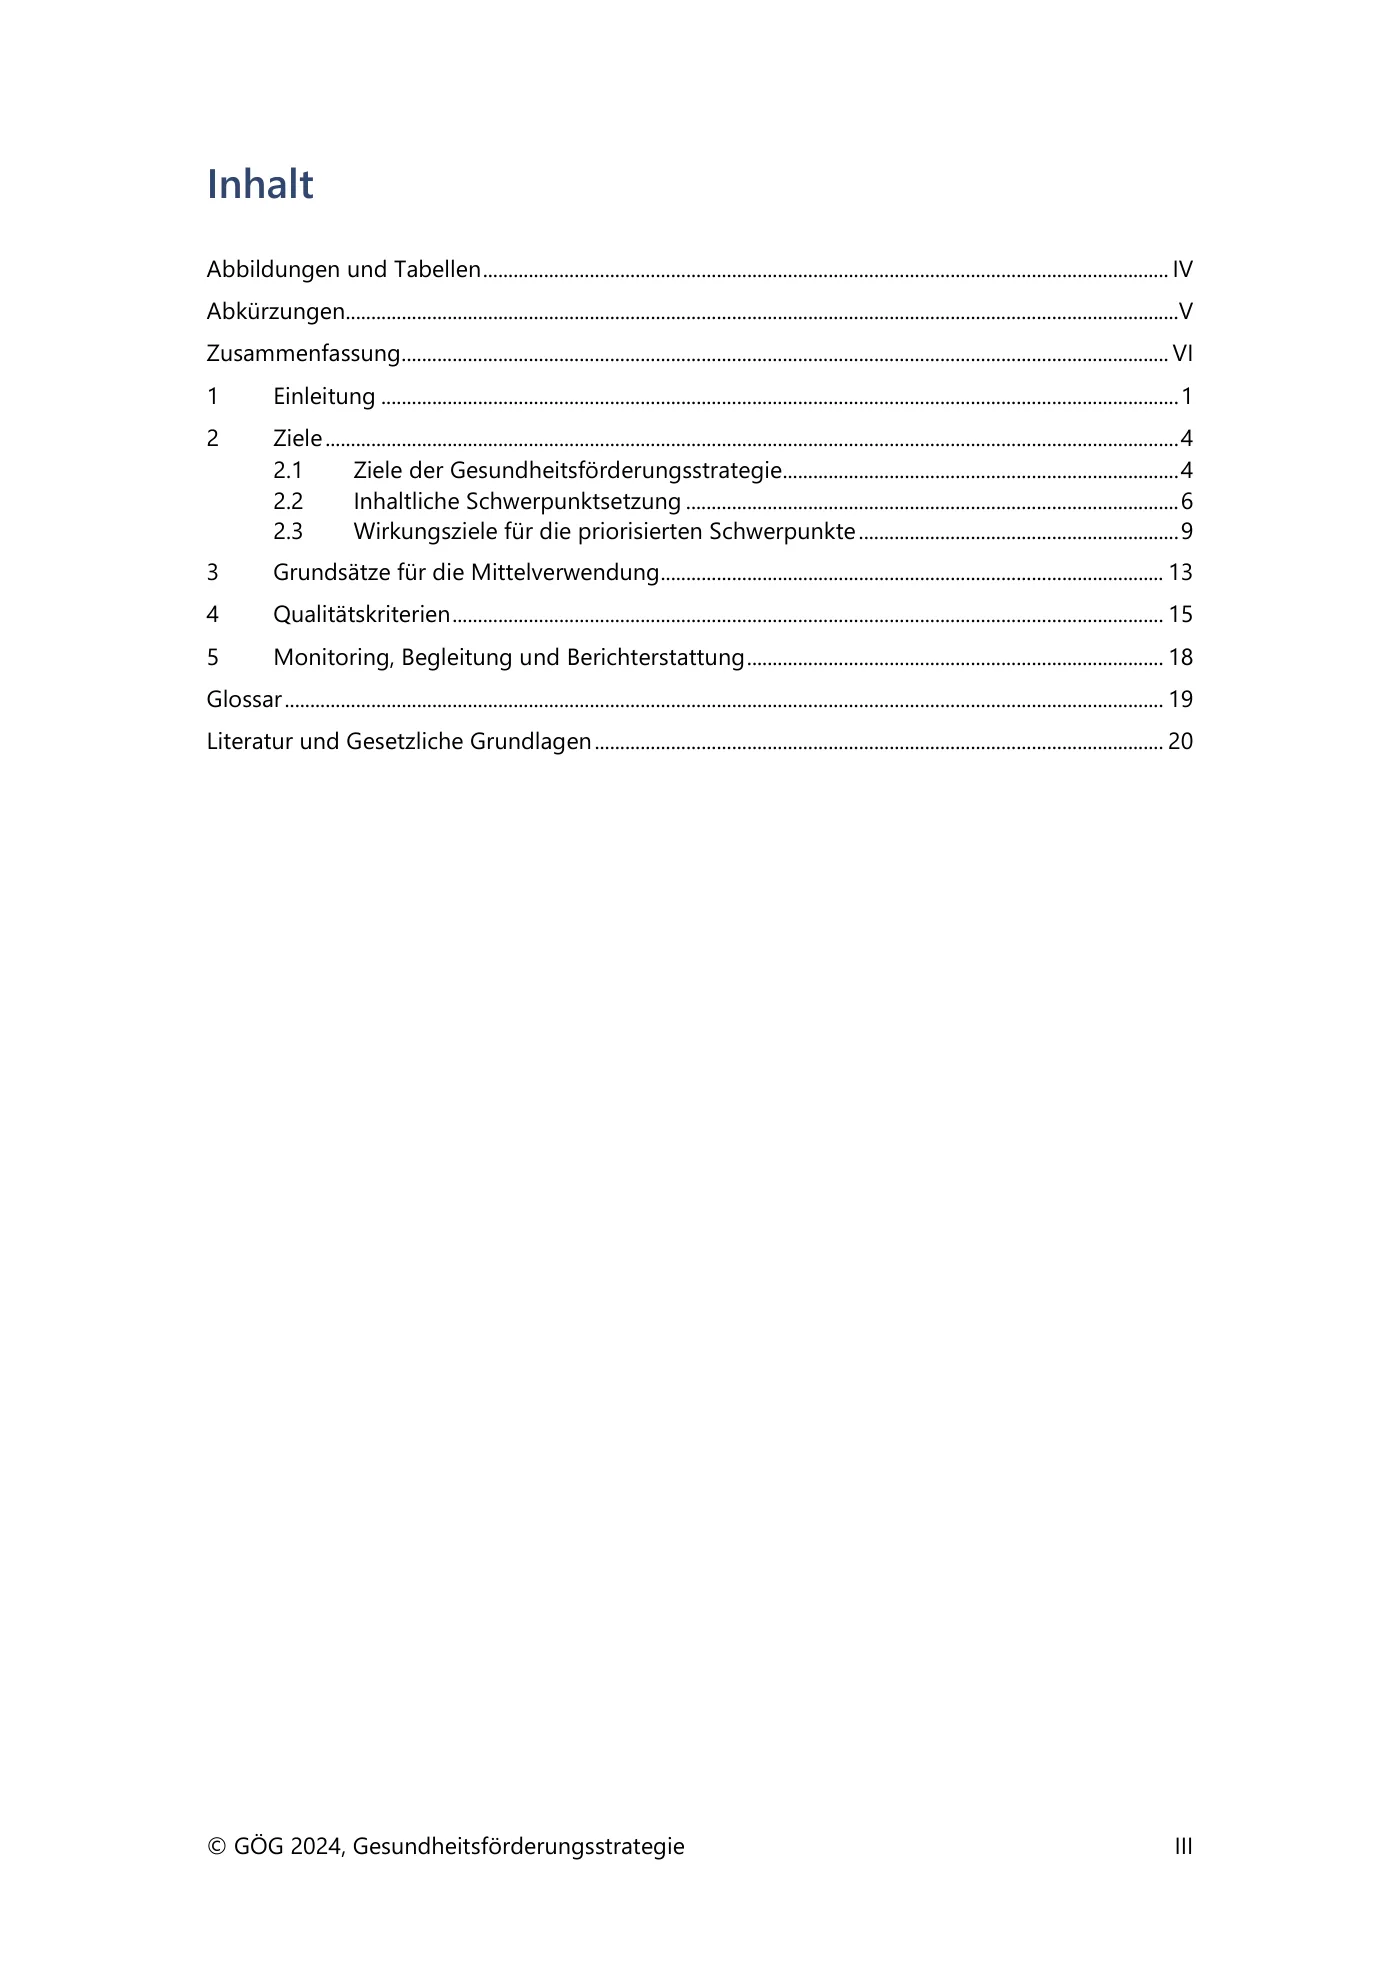 Inhalt
Abbildungen und Tabellen IV
Abkürzungen V
Zusammenfassung VI
1 Einleitung 1
2 Ziele 4
2.1 Ziele der Gesundheitsförderungsstrategie 4
2.2 Inhaltliche Schwerpunktsetzung 6
2.3 Wirkungsziele für die priorisierten Schwerpunkte 9
3 Grundsätze für die Mittelverwendung 13
4 Qualitätskriterien 15
5 Monitoring, Begleitung und Berichterstattung 18
Glossar 19
Literatur und Gesetzliche Grundlagen 20
© GÖG 2024, Gesundheitsförderungsstrategie III